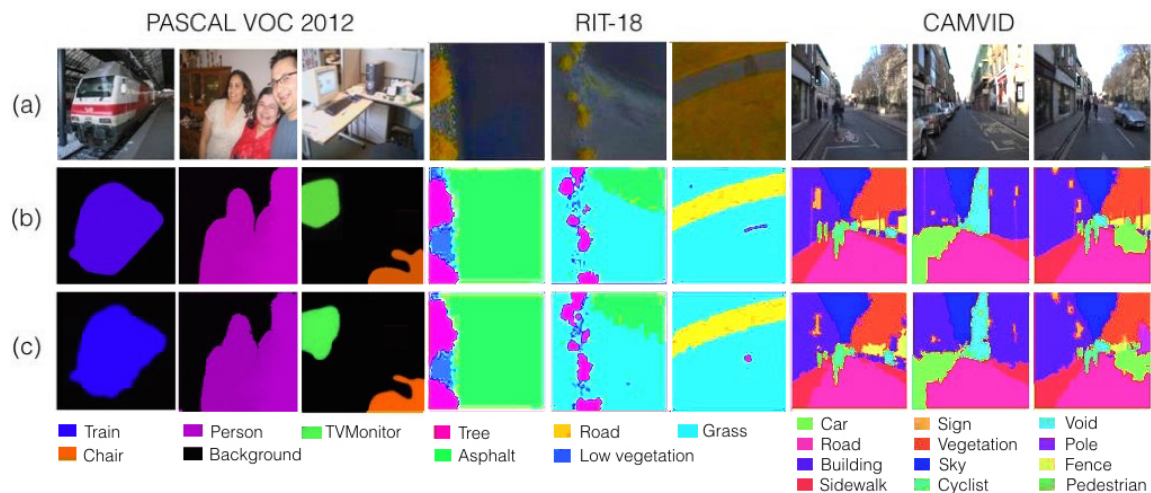 PASCAL VOC 2012 RIT-18 CAMVID
(a)
(b)
(c)
Train Person TVMonitor
Chair Background
Tree Road Grass
Asphalt Low vegetation
Car Sign Void
Road Vegetation Pole
Building Sky Fence
Sidewalk Cyclist Pedestrian